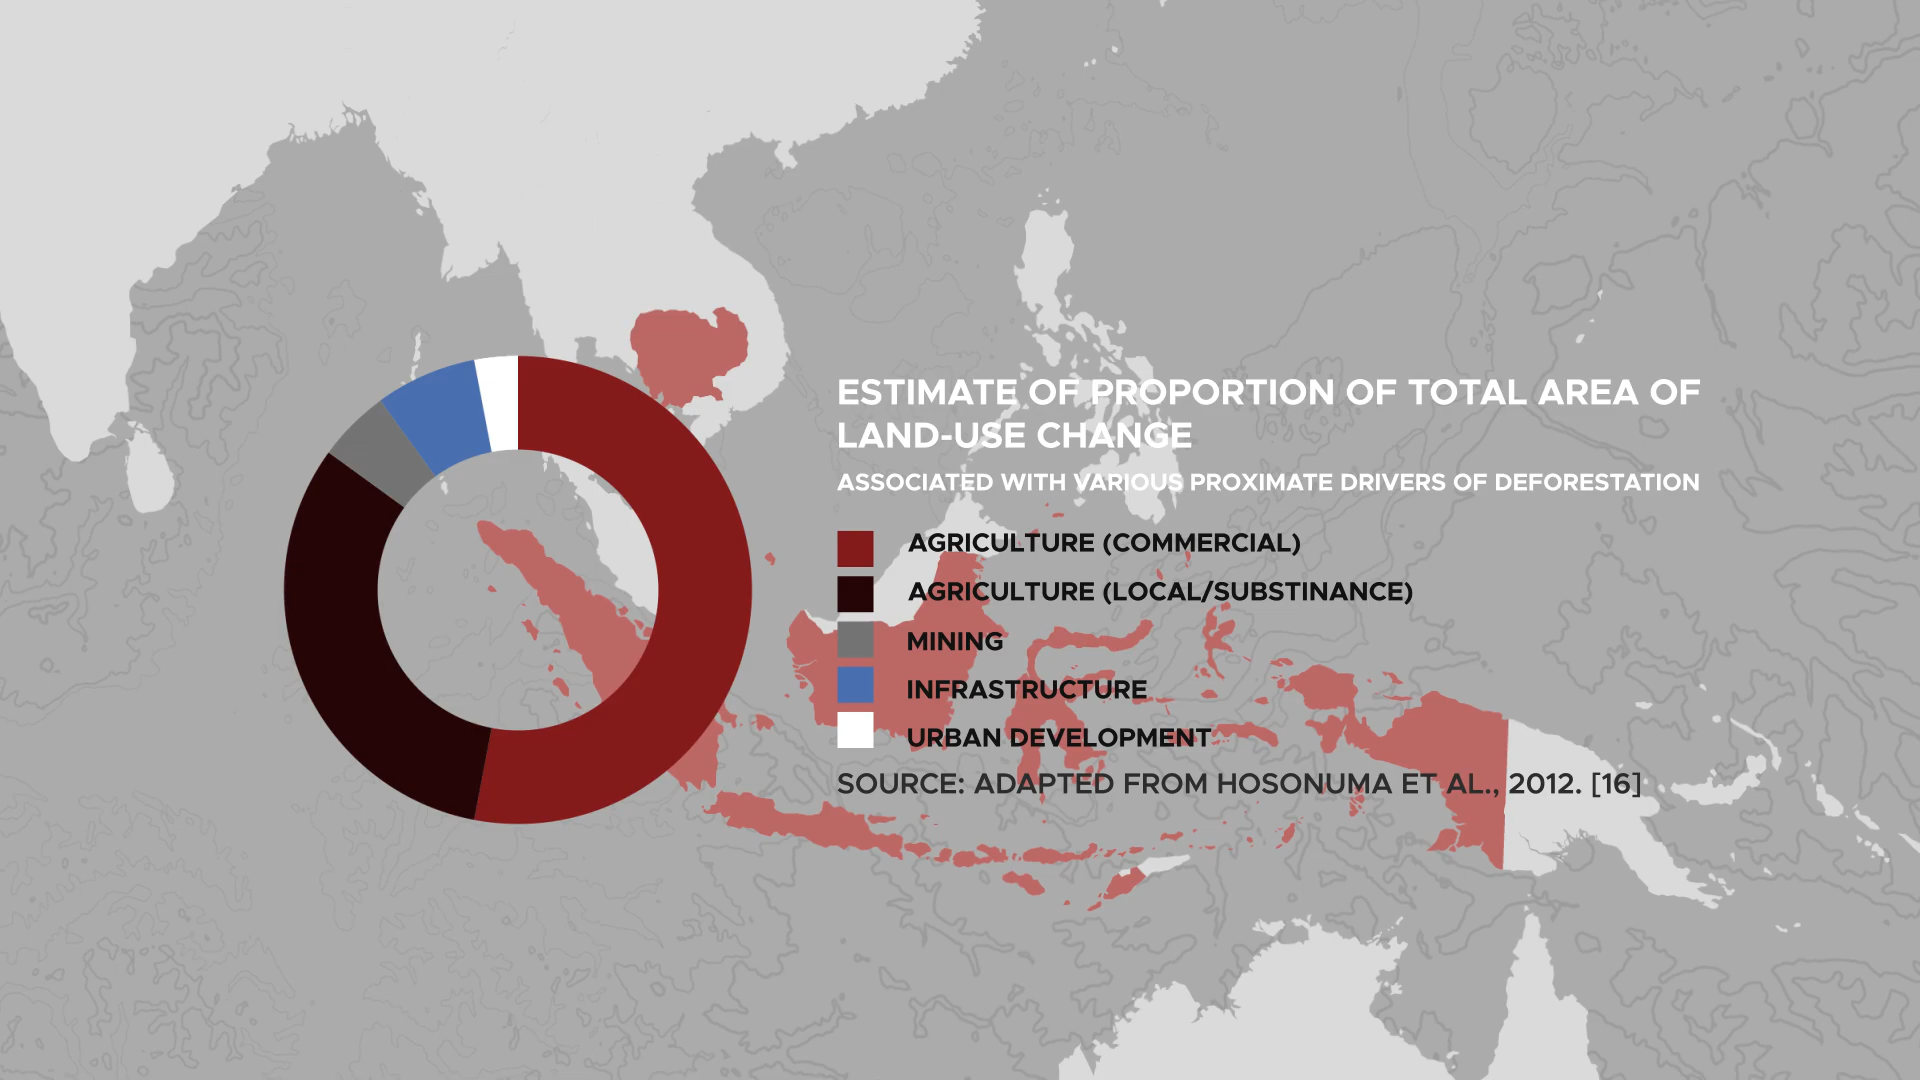 ESTIMATE OF PROPORTION OF TOTAL AREA OF
LAND-USE CHANGE
ASSOCIATED WITH VARIOUS PROXIMATE DRIVERS OF DEFORESTATION
AGRICULTURE (COMMERCIAL)
AGRICULTURE (LOCAL/SUBSTINANCE)
MINING
INFRASTRUCTURE
URBAN DEVELOPMENT
SOURCE: ADAPTED FROM HOSONUMA ET AL., 2012. [16]